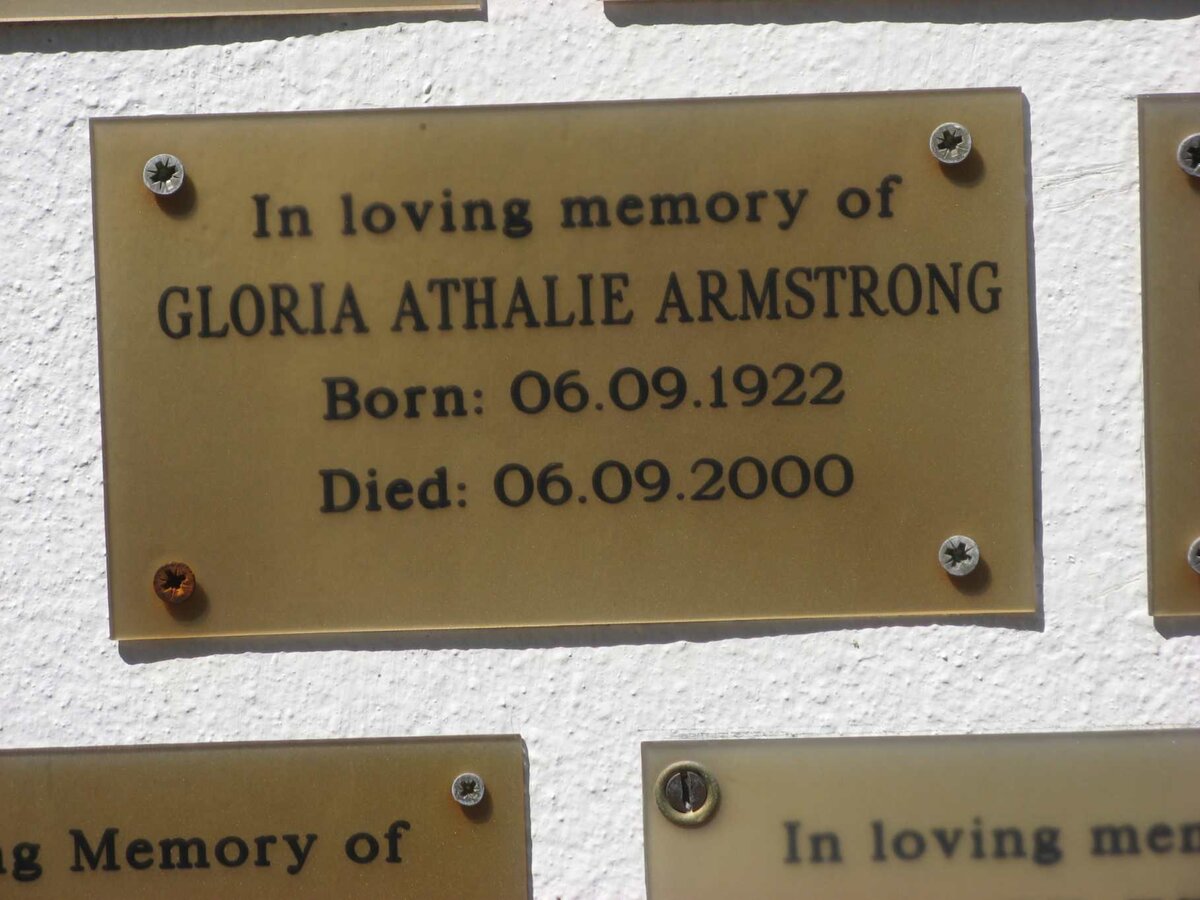 In loving memory of
GLORIA ATHALIE ARMSTRONG
Born: 06.09.1922
Died: 06.09.2000
Memory of
In loving